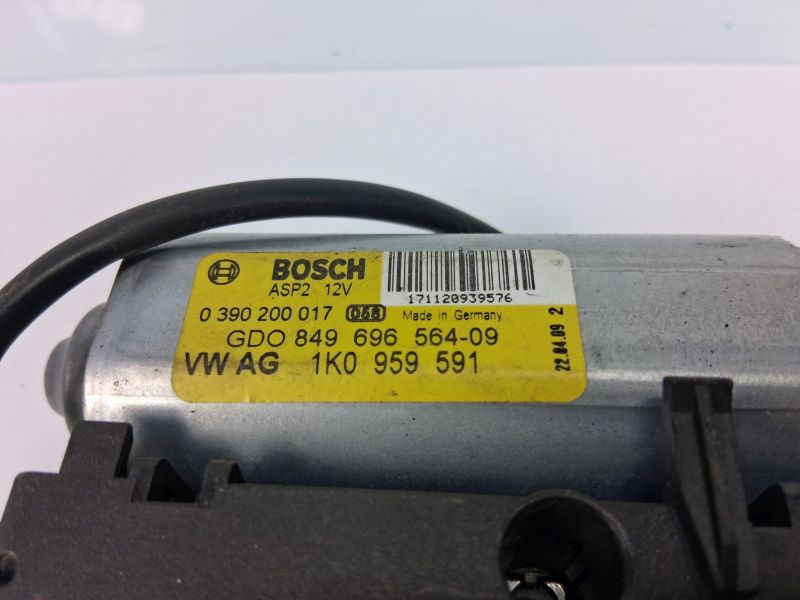 BOSCH
ASP2 12V
171120939576
0 390 200 017 Made in Germany
GDO 849 696 564-09
VW AG 1K0 959 591
22.04.09 2